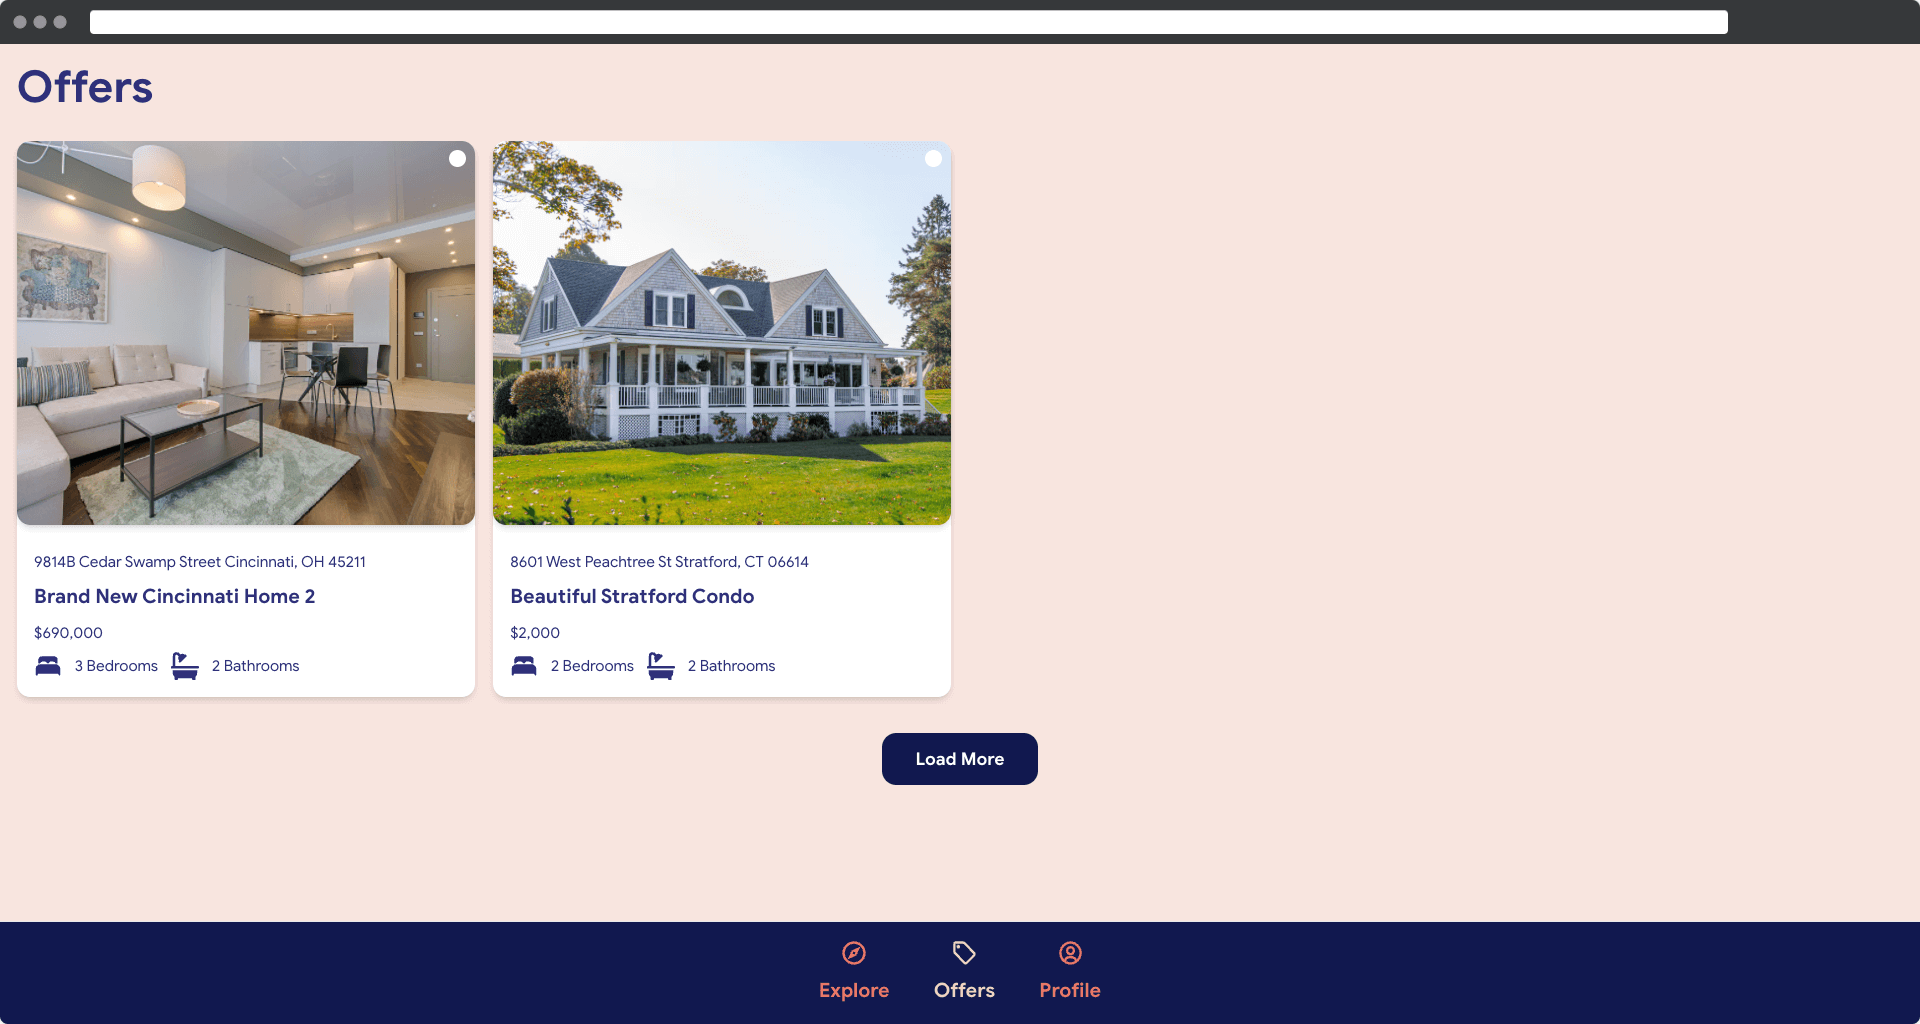 Offers
9814B Cedar Swamp Street Cincinnati, OH 45211
Brand New Cincinnati Home 2
$690,000
3 Bedrooms 2 Bathrooms
8601 West Peachtree St Stratford, CT 06614
Beautiful Stratford Condo
$2,000
2 Bedrooms 2 Bathrooms
Load More
Explore Offers Profile